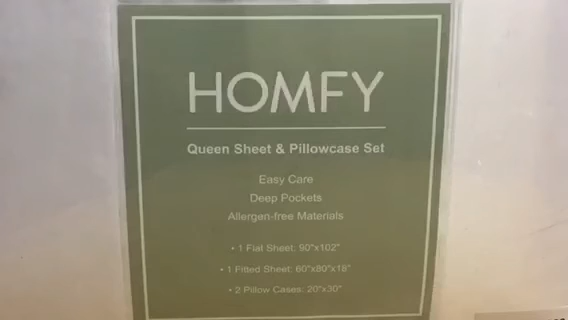 HOMFY
Queen Sheet & Pillowcase Set
Easy Care
Deep Pockets
Allergen-free Materials
• 1 Flat Sheet: 90"x102"
• 1 Fitted Sheet: 60"x80"x18"
• 2 Pillow Cases: 20"x30"